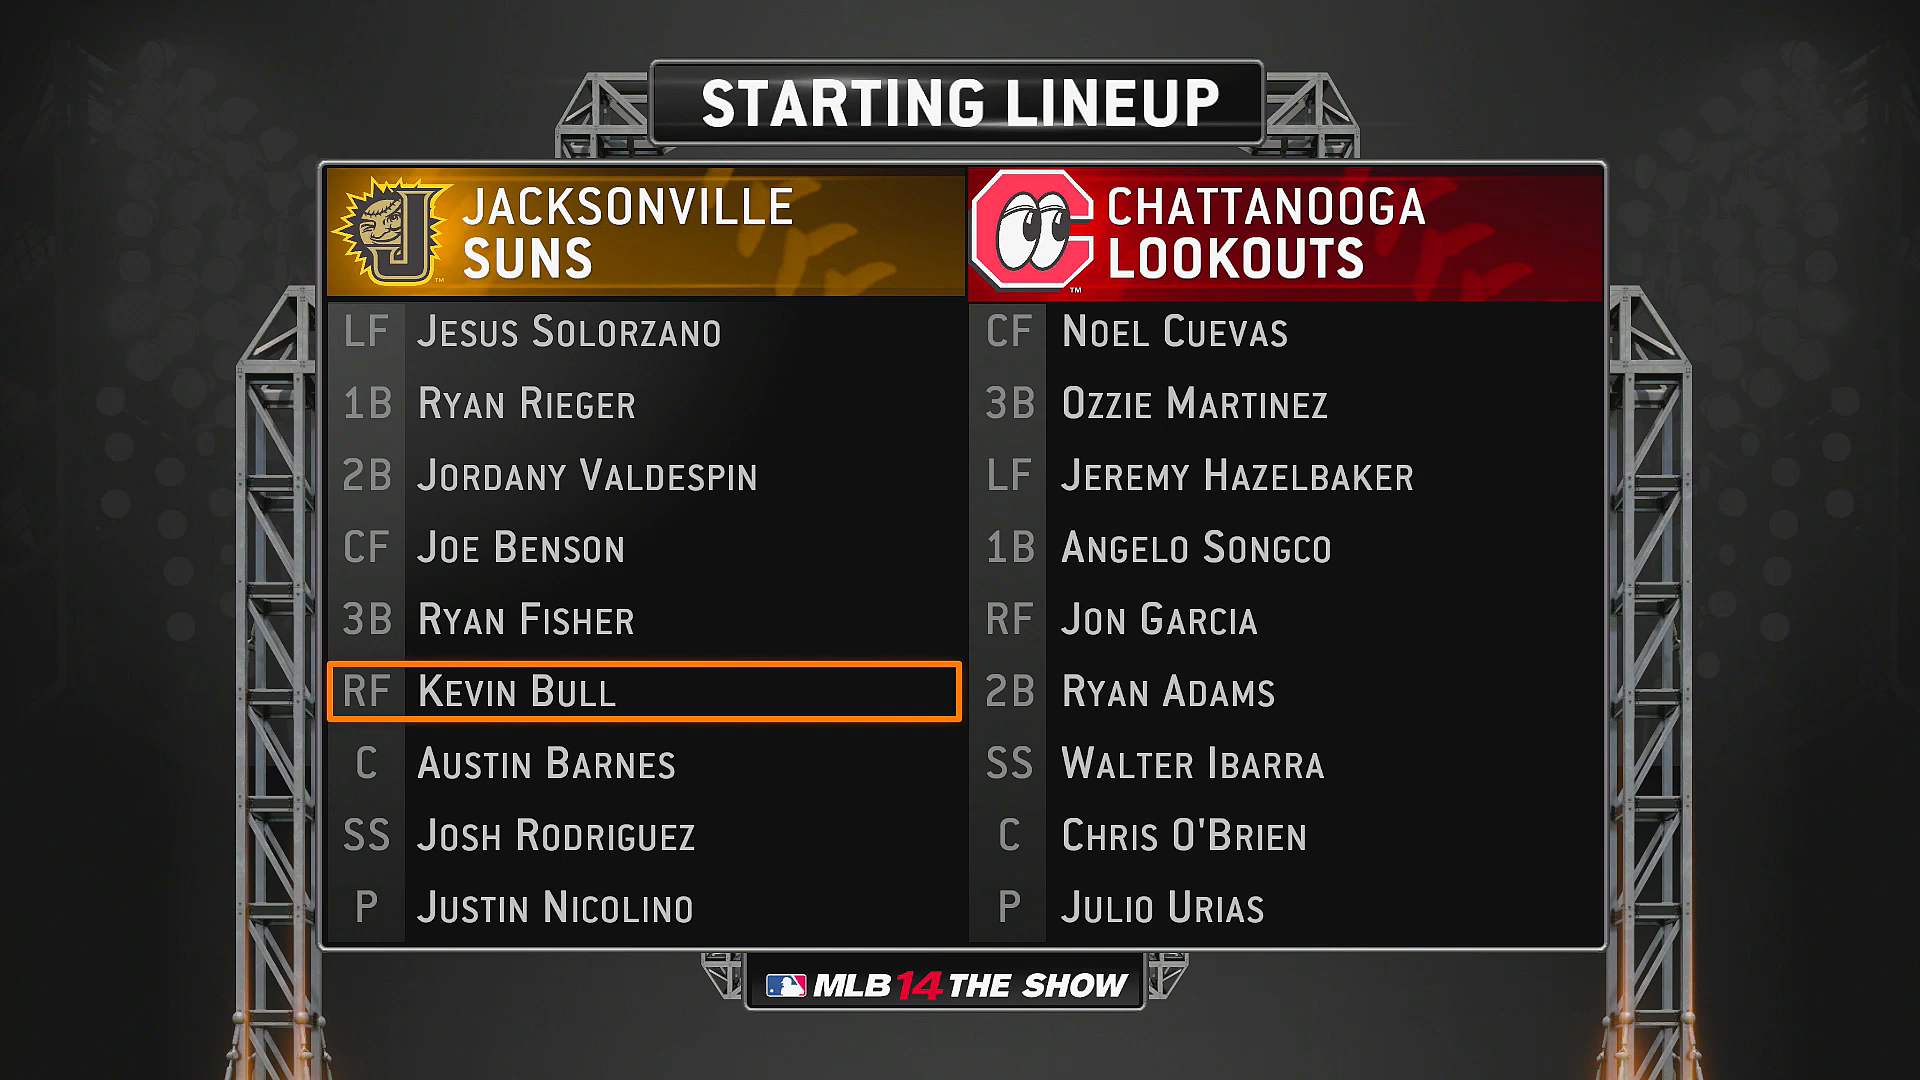 STARTING LINEUP
JACKSONVILLE
SUNS
LF JESUS SOLORZANO
1B RYAN RIEGER
2B JORDANY VALDESPIN
CF JOE BENSON
3B RYAN FISHER
RF KEVIN BULL
C AUSTIN BARNES
SS JOSH RODRIGUEZ
P JUSTIN NICOLINO
CHATTANOOGA
LOOKOUTS
CF NOEL CUEVAS
3B OZZIE MARTINEZ
LF JEREMY HAZELBAKER
1B ANGELO SONGCO
RF JON GARCIA
2B RYAN ADAMS
SS WALTER IBARRA
C CHRIS O'BRIEN
P JULIO URIAS
MLB 14 THE SHOW